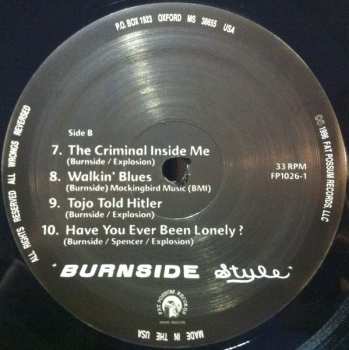 P.O. BOX 1923 OXFORD MS 38655 USA
Side B
7. The Criminal Inside Me
(Burnside / Explosion)
8. Walkin' Blues
(Burnside) Mockingbird Music (BMI)
9. Tojo Told Hitler
(Burnside / Explosion)
10. Have You Ever Been Lonely ?
(Burnside / Spencer / Explosion)
33 RPM
FP1026-1
"BURNSIDE Style"
FAT POSSUM RECORDS
MADE IN THE USA
ALL RIGHTS RESERVED ALL WRONGS REVERSED
©1996 FAT POSSUM RECORDS, LLC